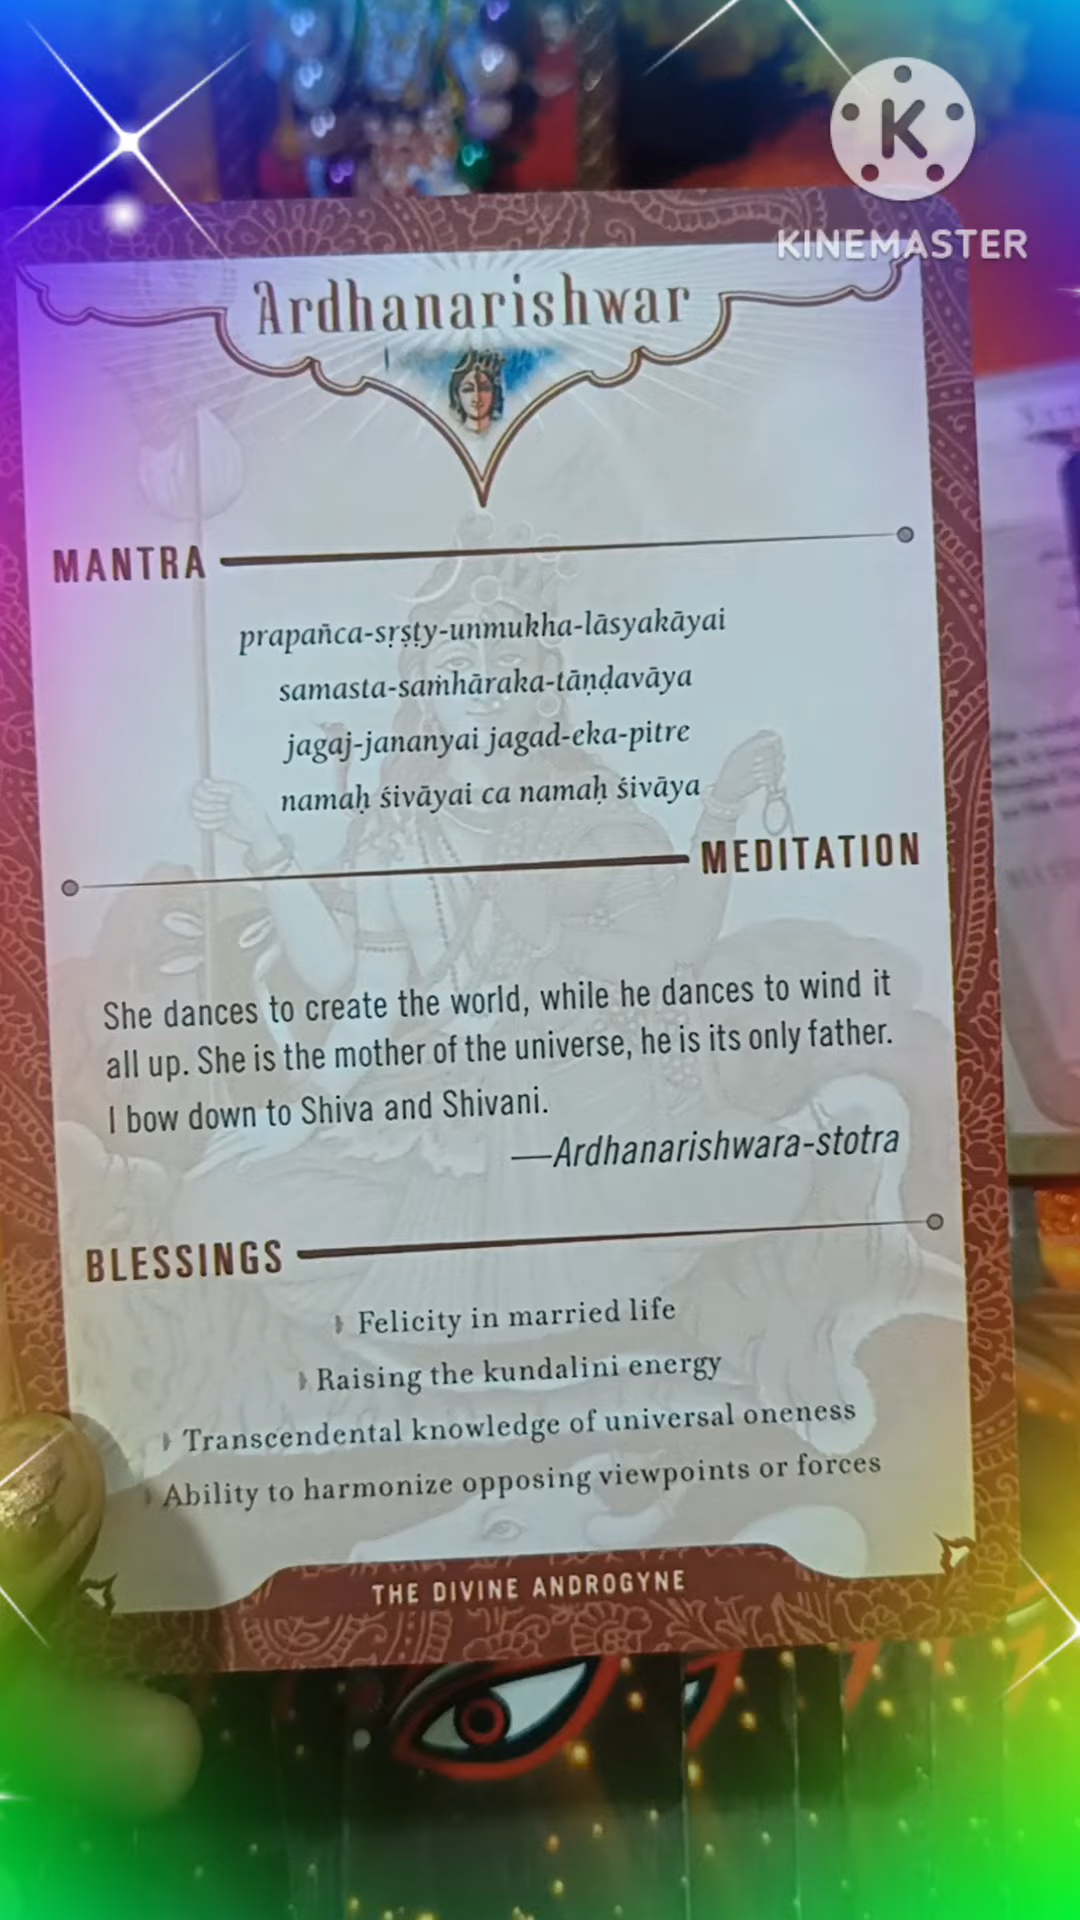 K
KINEMASTER
Ardhanarishwar
MANTRA
prapañca-sṛṣṭy-unmukha-lāsyakāyai
samasta-saṁhāraka-tāṇḍavāya
jagaj-jananyai jagad-eka-pitre
namaḥ śivāyai ca namaḥ śivāya
MEDITATION
She dances to create the world, while he dances to wind it
all up. She is the mother of the universe, he is its only father.
I bow down to Shiva and Shivani.
—Ardhanarishwara-stotra
BLESSINGS
Felicity in married life
Raising the kundalini energy
Transcendental knowledge of universal oneness
Ability to harmonize opposing viewpoints or forces
THE DIVINE ANDROGYNE